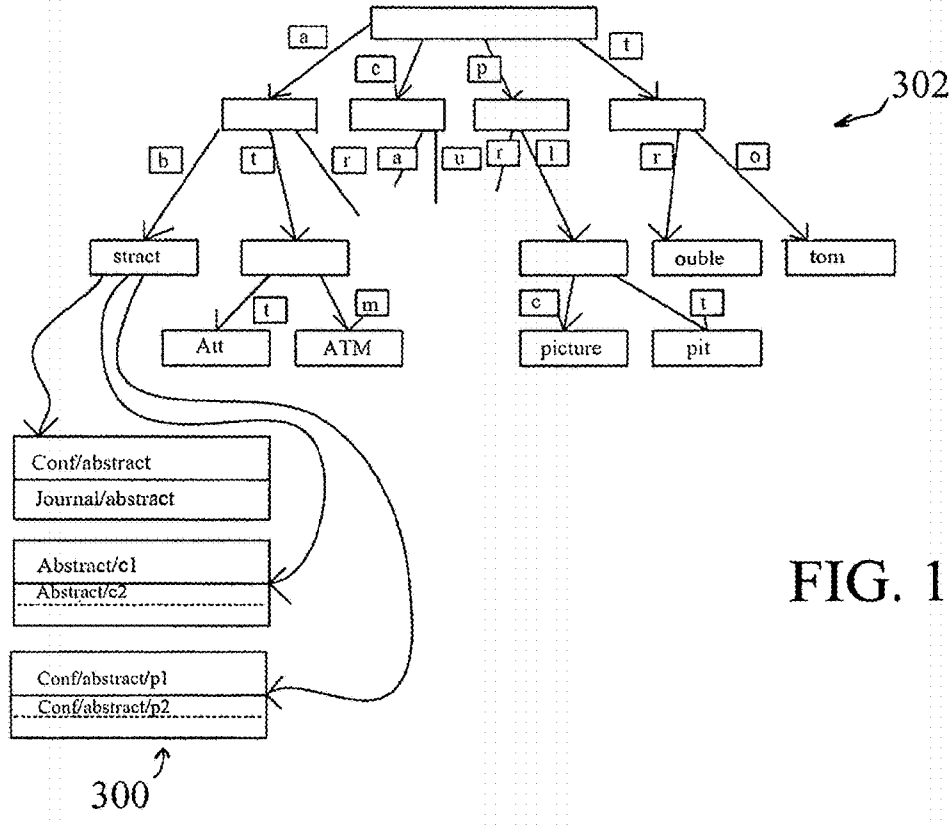 a
c
p
t
302
b
t
r
a
u
r
l
r
o
stract
ouble
tom
t
m
c
t
Att
ATM
picture
pit
Conf/abstract
Journal/abstract
Abstract/c1
Abstract/c2
FIG. 1
Conf/abstract/p1
Conf/abstract/p2
300